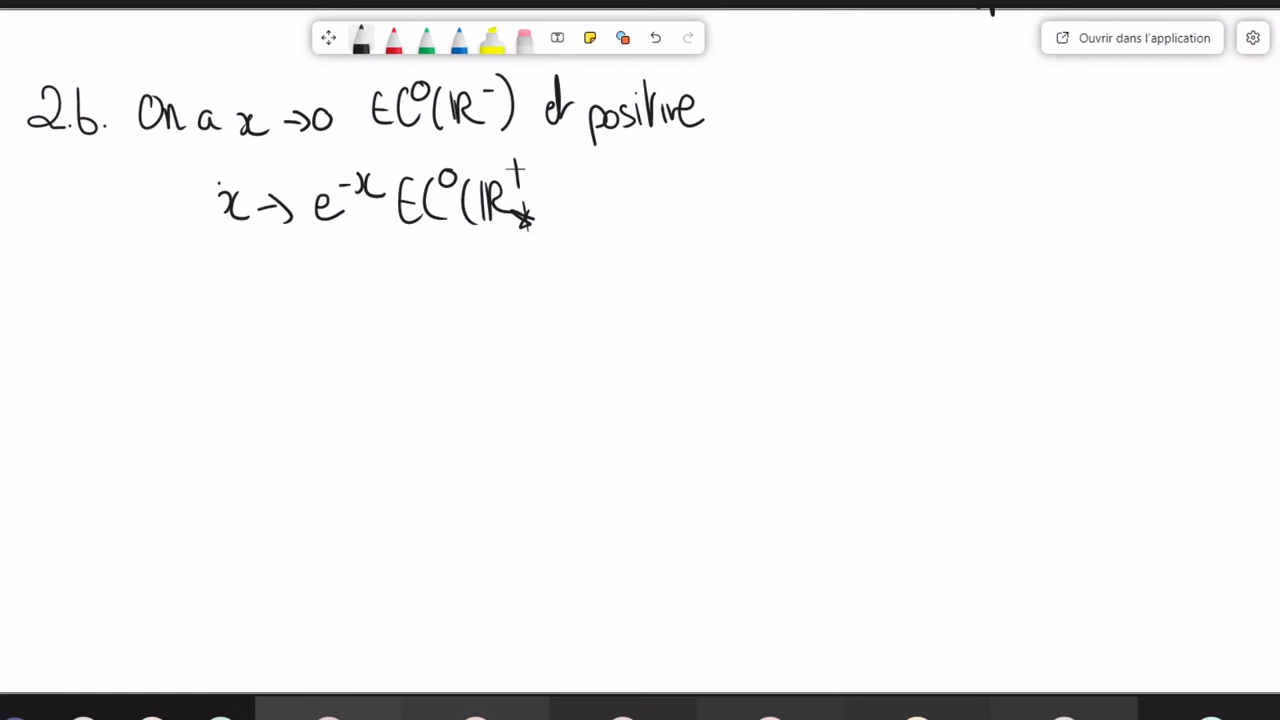 Ouvrir dans l'application
2.b. On a x → 0 ∈ C⁰(ℝ⁻) et positive
x → e⁻ˣ ∈ C⁰(ℝ⁺⁎